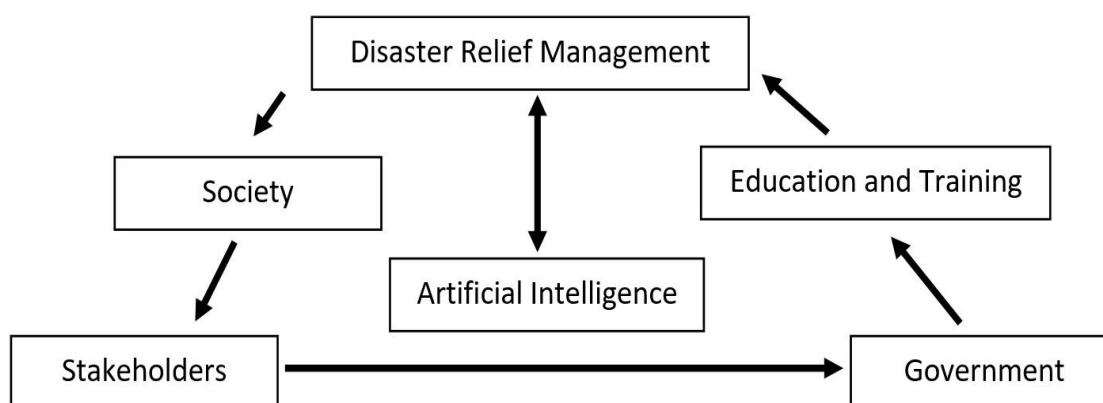 Disaster Relief Management
Society
Education and Training
Artificial Intelligence
Stakeholders
Government